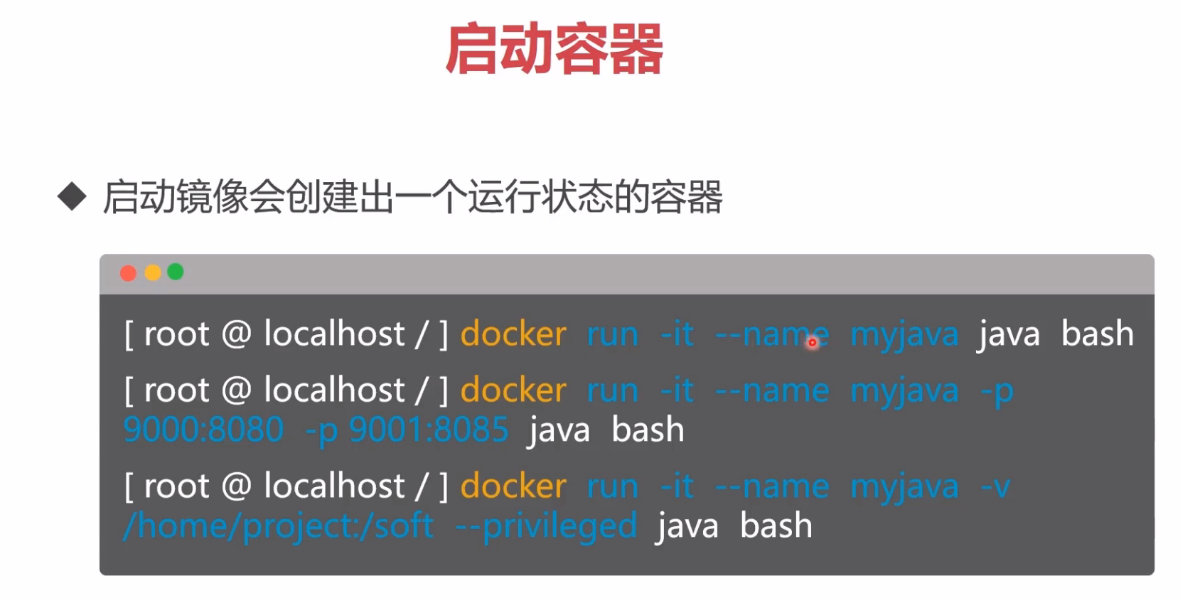 启动容器
启动镜像会创建出一个运行状态的容器
[ root @ localhost / ] docker run -it --name myjava java bash
[ root @ localhost / ] docker run -it --name myjava -p
9000:8080 -p 9001:8085 java bash
[ root @ localhost / ] docker run -it --name myjava -v
/home/project:/soft --privileged java bash